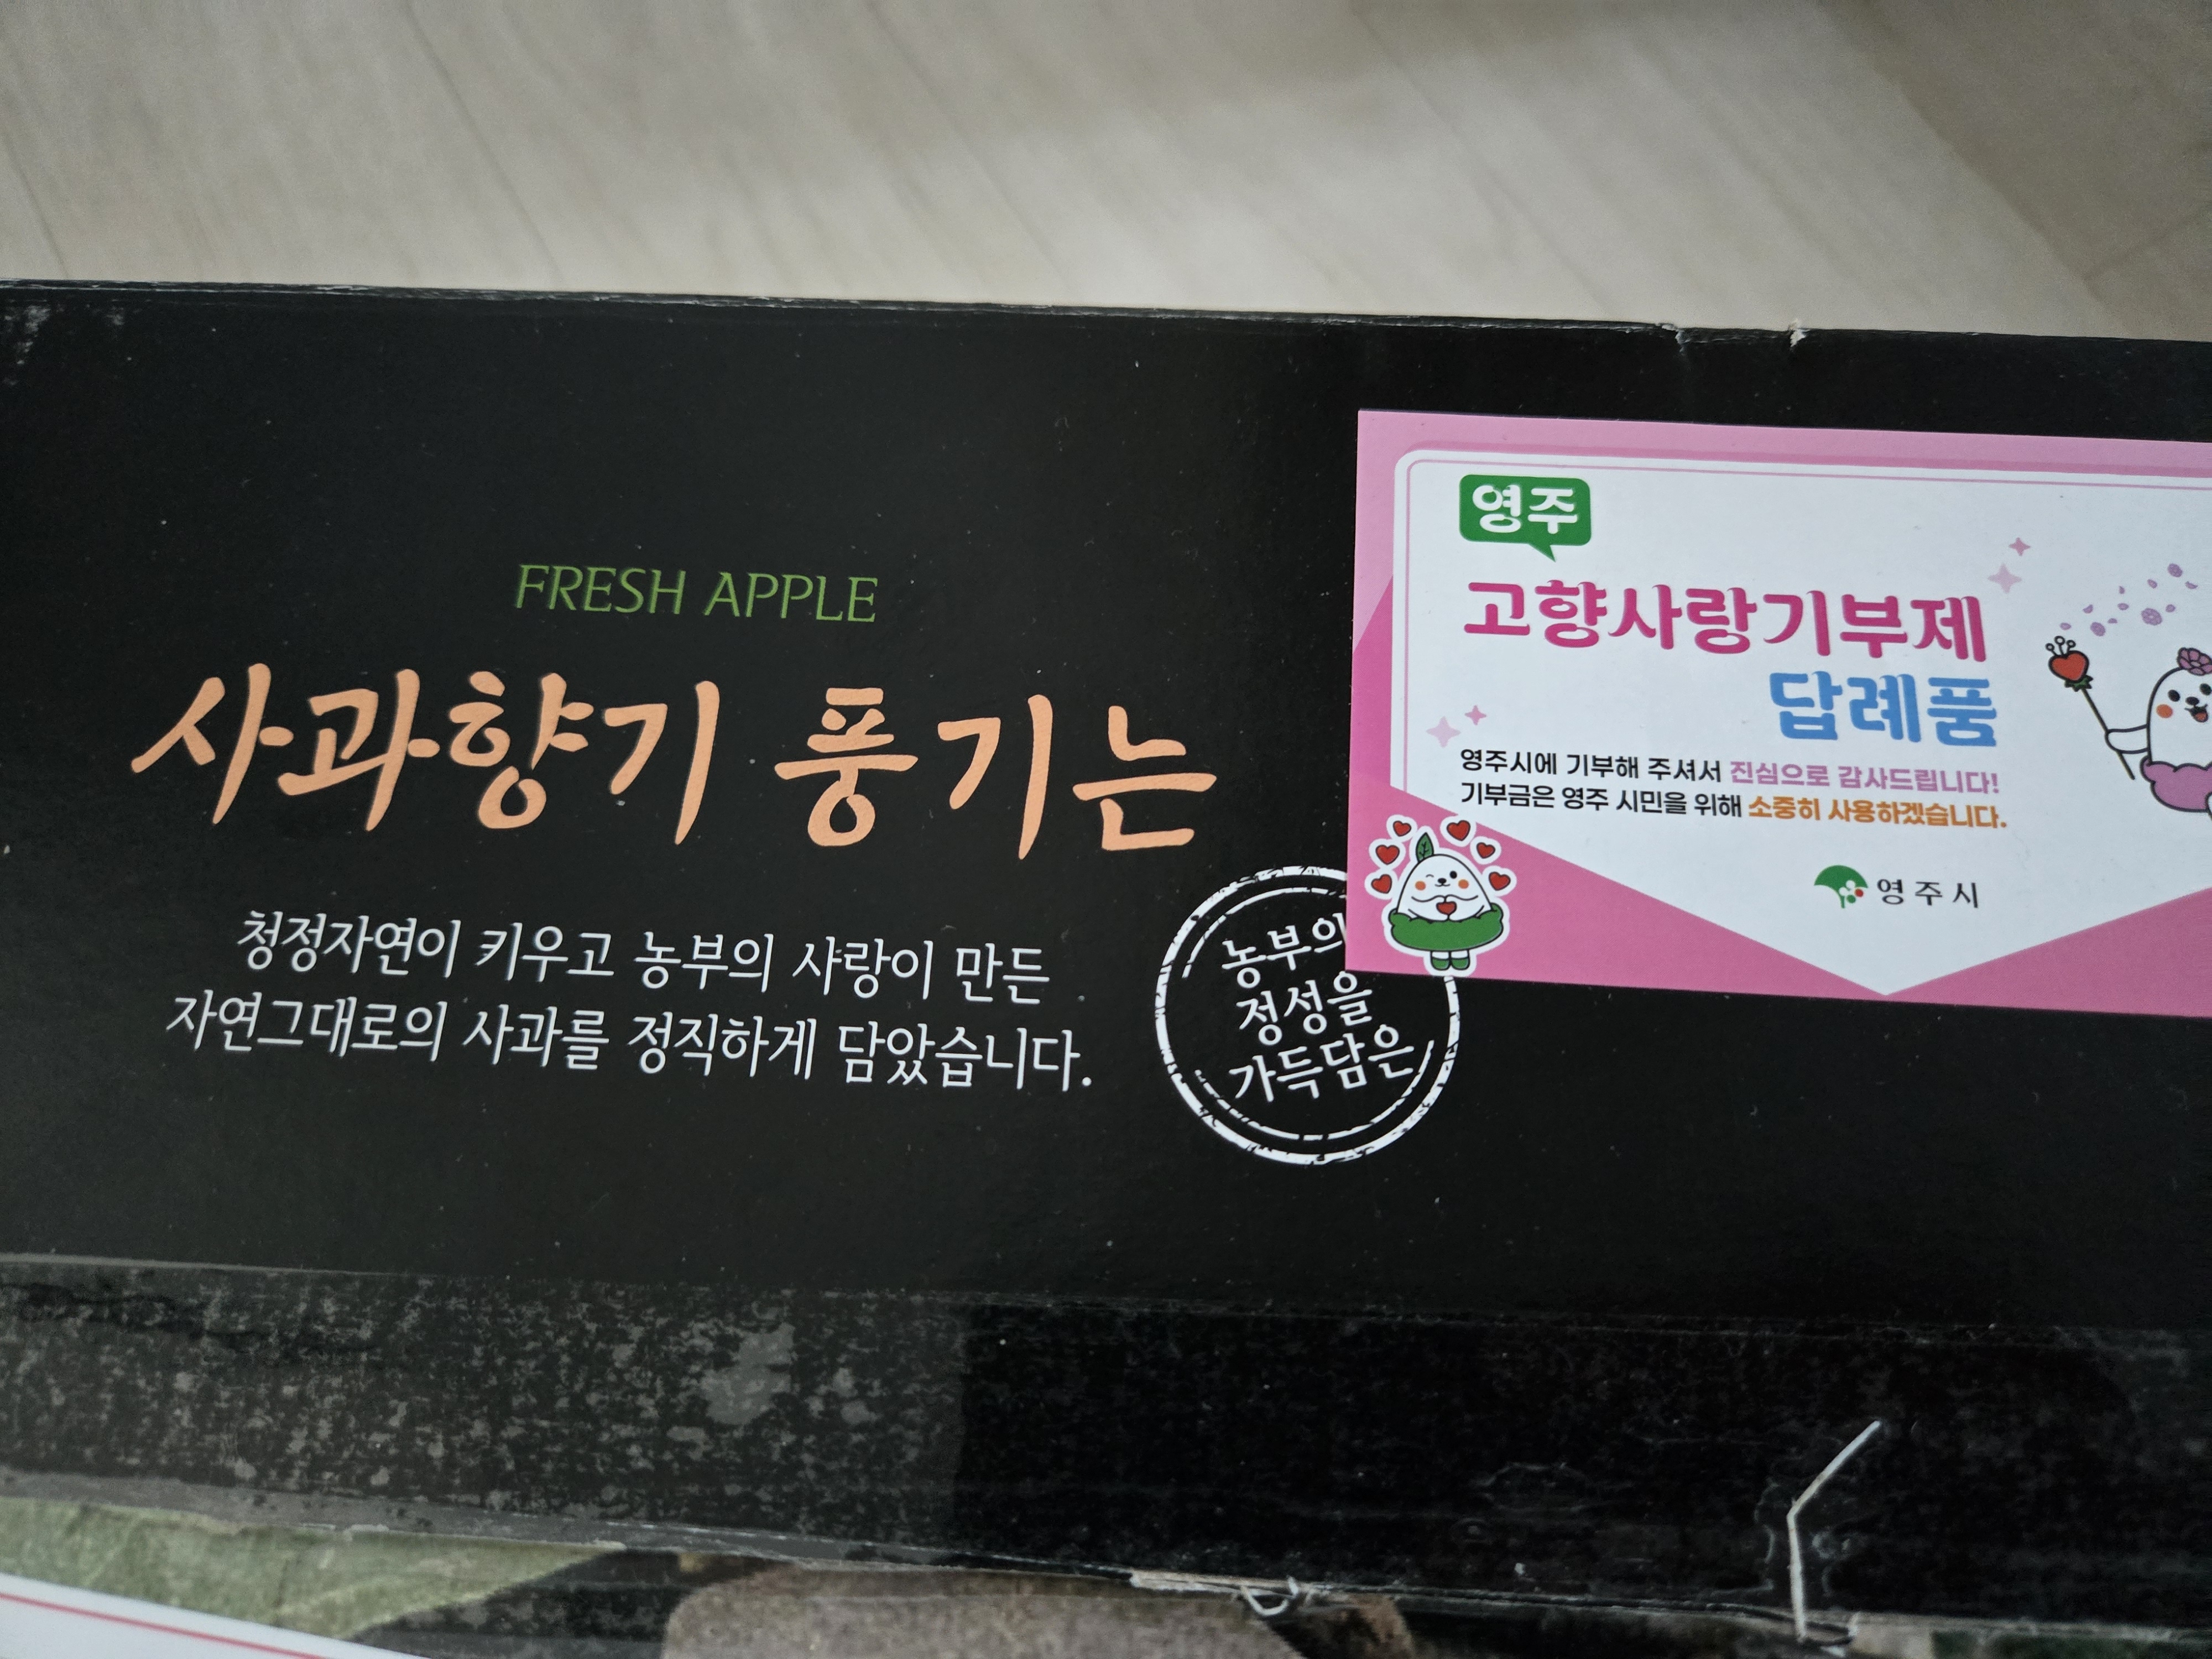 FRESH APPLE
사과향기 풍기는
청정자연이 키우고 농부의 사랑이 만든
자연그대로의 사과를 정직하게 담았습니다.
농부의
정성을
가득담은
영주
고향사랑기부제
답례품
영주시에 기부해 주셔서 진심으로 감사드립니다!
기부금은 영주 시민을 위해 소중히 사용하겠습니다.
영주시